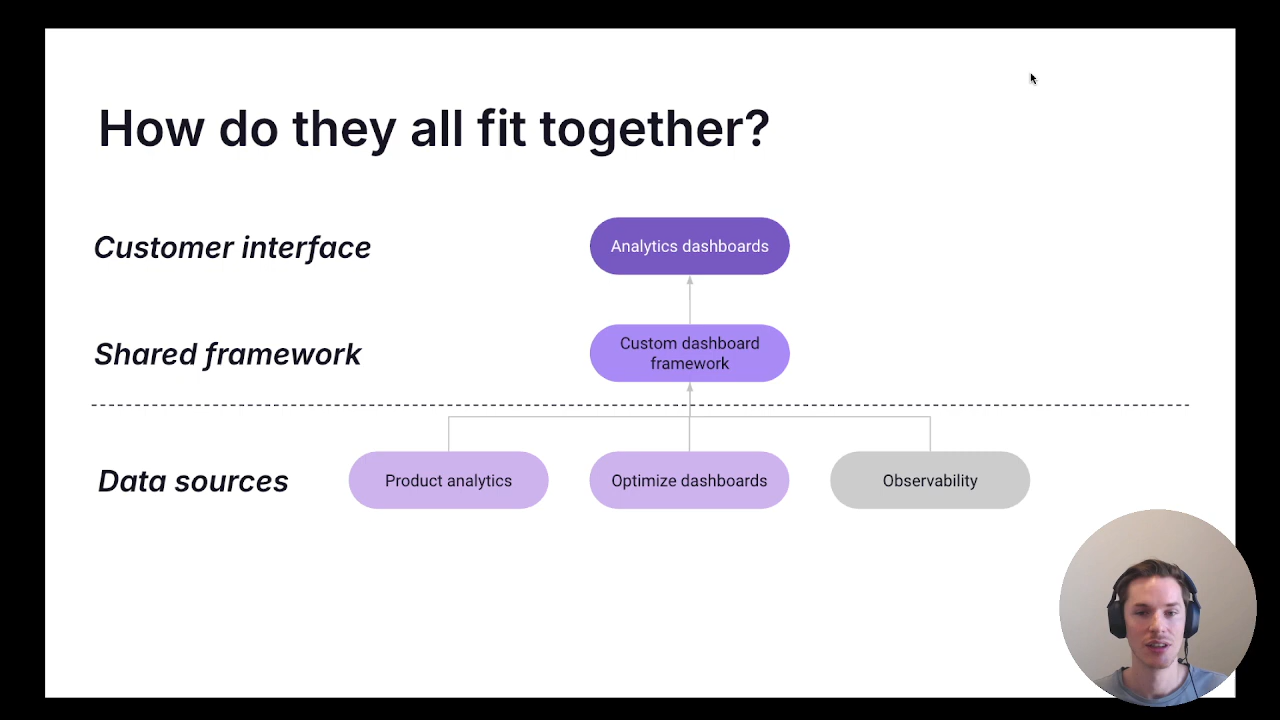 How do they all fit together?
Customer interface
Analytics dashboards
Shared framework
Custom dashboard
framework
Data sources
Product analytics
Optimize dashboards
Observability